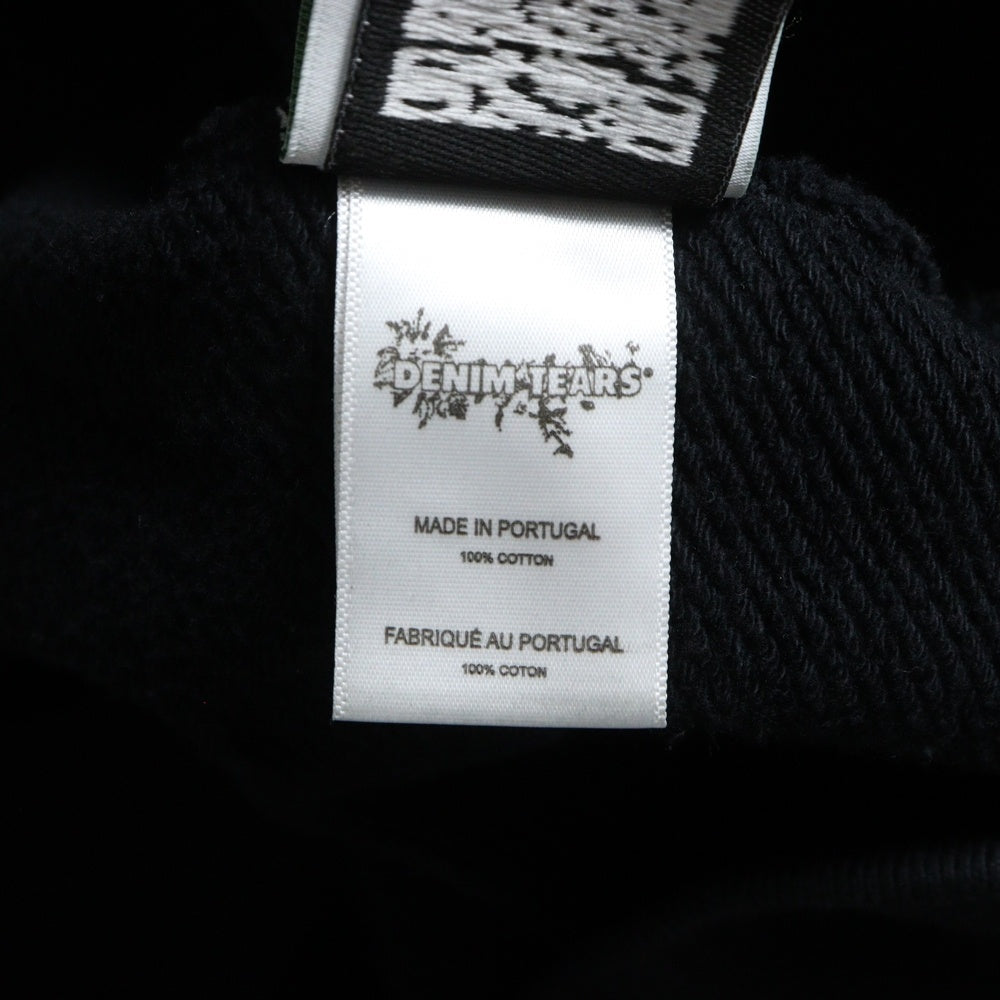 DENIM TEARS
MADE IN PORTUGAL
100% COTTON
FABRIQUÉ AU PORTUGAL
100% COTON